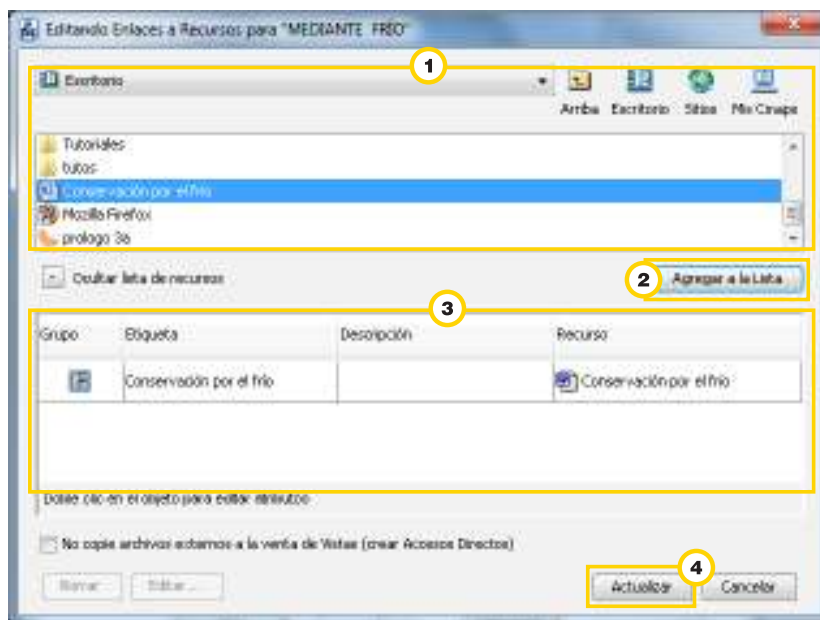 Editando Enlaces a Recursos para "MEDIANTE FRÍO"
1
Escritorio
Arriba Escritorio Sitios Mis Cmaps
Tutoriales
tutos
Conservación por el frío
Mozilla Firefox
prologo 36
Ocultar lista de recursos
2
Agregar a la Lista
3
Grupo Etiqueta Descripción Recurso
Conservación por el frío Conservación por el frío
Doble clic en el objeto para editar atributos
No copie archivos externos a la venta de Vistas (crear Accesos Directos)
4
Borrar Editar ... Actualizar Cancelar